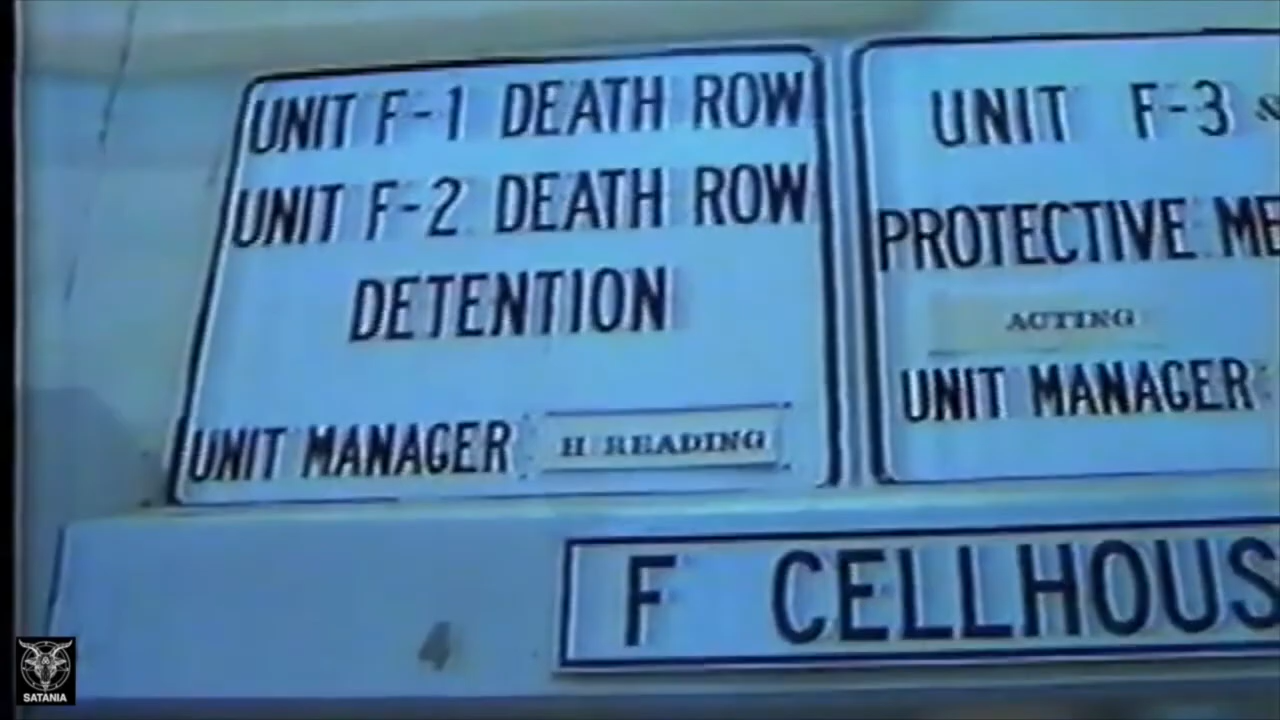 UNIT F-1 DEATH ROW
UNIT F-2 DEATH ROW
DETENTION
UNIT MANAGER H READING
UNIT F-3
PROTECTIVE
ACTING
UNIT MANAGER
F CELLHOUS
SATANIA